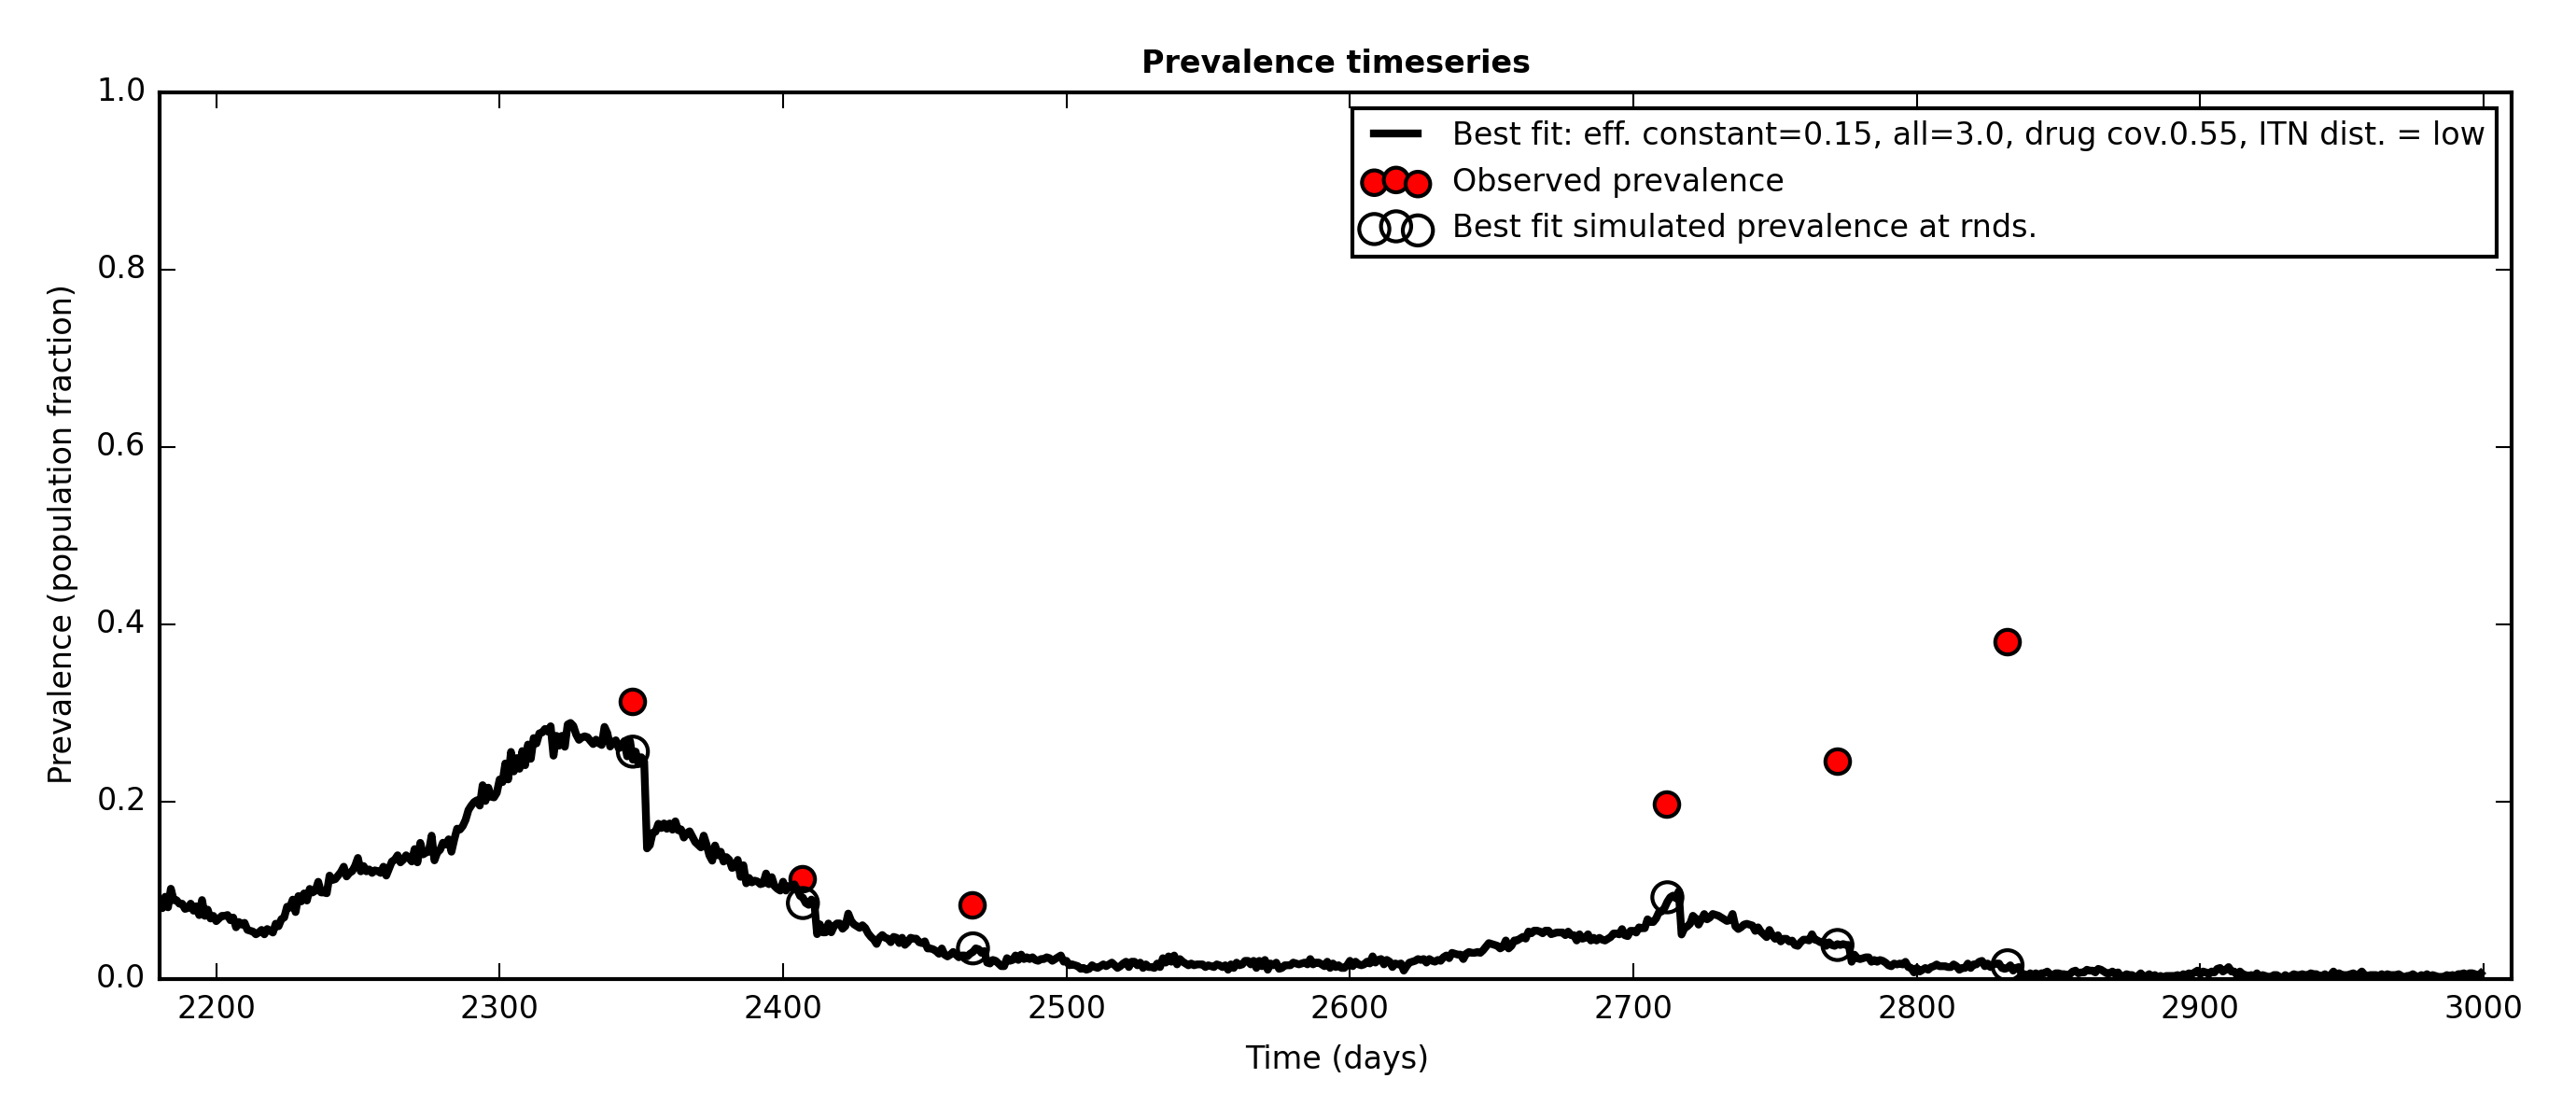 Prevalence timeseries
1.0
0.8
0.6
0.4
0.2
0.0
Prevalence (population fraction)
Best fit: eff. constant=0.15, all=3.0, drug cov.0.55, ITN dist. = low
Observed prevalence
Best fit simulated prevalence at rnds.
2200 2300 2400 2500 2600 2700 2800 2900 3000
Time (days)